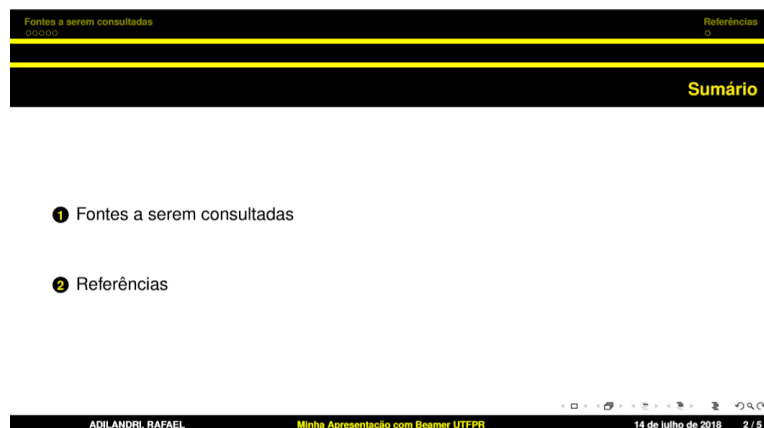 Fontes a serem consultadas Referências
Sumário
1 Fontes a serem consultadas
2 Referências
ADILANDRI, RAFAEL Minha Apresentação com Beamer UTFPR 14 de julho de 2018 2 / 5